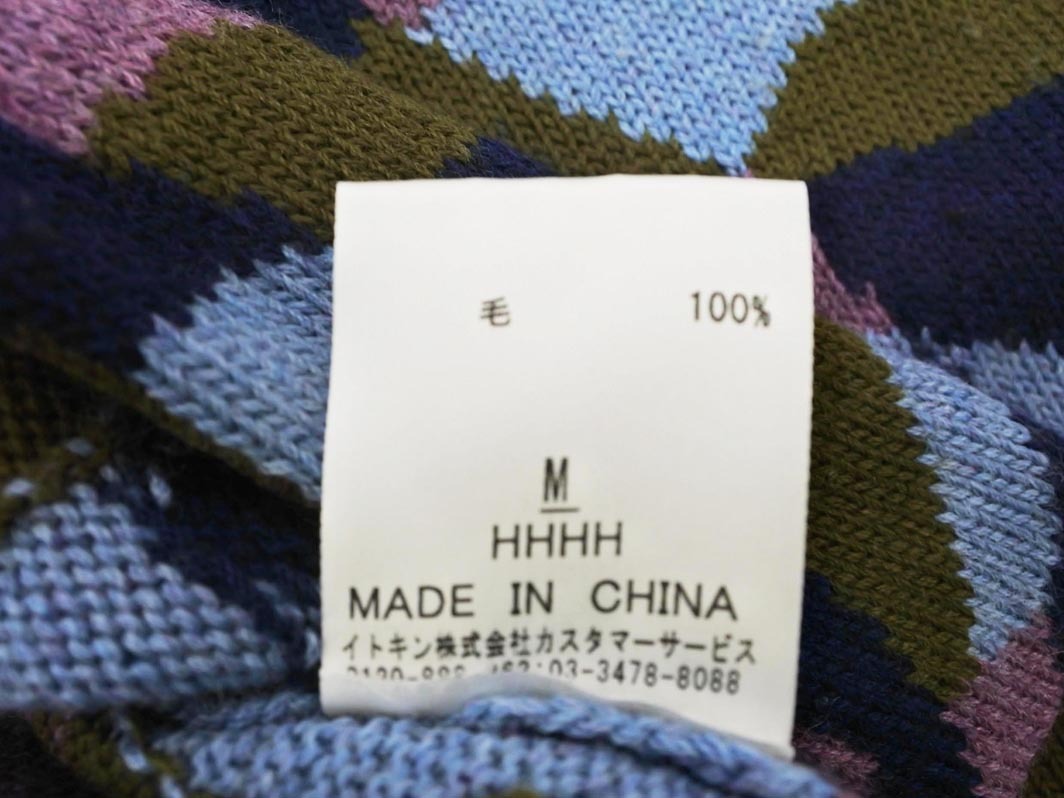 毛 100%
M
HHHH
MADE IN CHINA
イトキン株式会社カスタマーサービス
03-3478-8088